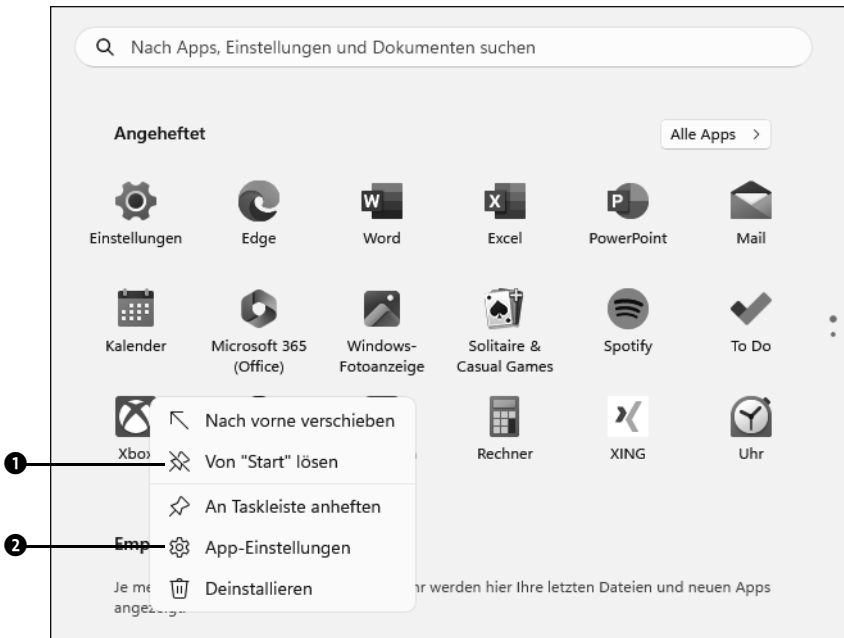 Nach Apps, Einstellungen und Dokumenten suchen
Angeheftet
Alle Apps
Einstellungen Edge Word Excel PowerPoint Mail
Kalender Microsoft 365 Windows- Solitaire & Spotify To Do
(Office) Fotoanzeige Casual Games
Xbox Rechner XING Uhr
Nach vorne verschieben
1 Von "Start" lösen
An Taskleiste anheften
2 App-Einstellungen
Deinstallieren
Emp
Je me hr werden hier Ihre letzten Dateien und neuen Apps